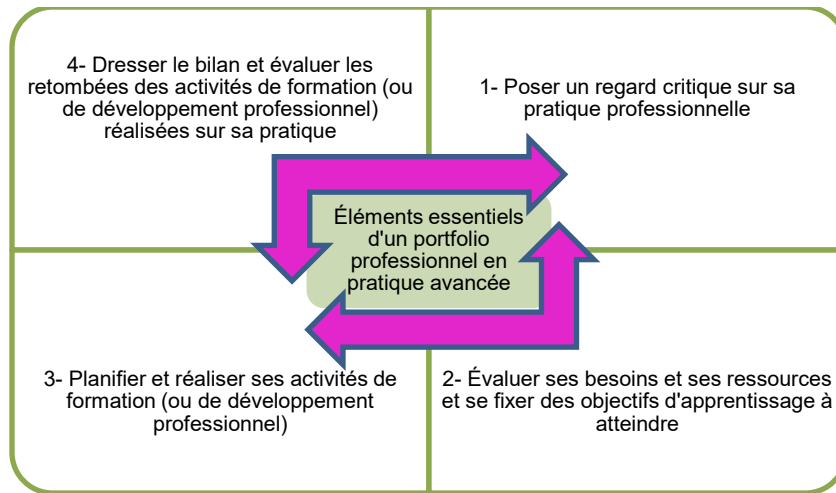 4- Dresser le bilan et évaluer les
retombées des activités de formation (ou
de développement professionnel)
réalisées sur sa pratique
1- Poser un regard critique sur sa
pratique professionnelle
Éléments essentiels
d'un portfolio
professionnel en
pratique avancée
3- Planifier et réaliser ses activités de
formation (ou de développement
professionnel)
2- Évaluer ses besoins et ses ressources
et se fixer des objectifs d'apprentissage à
atteindre